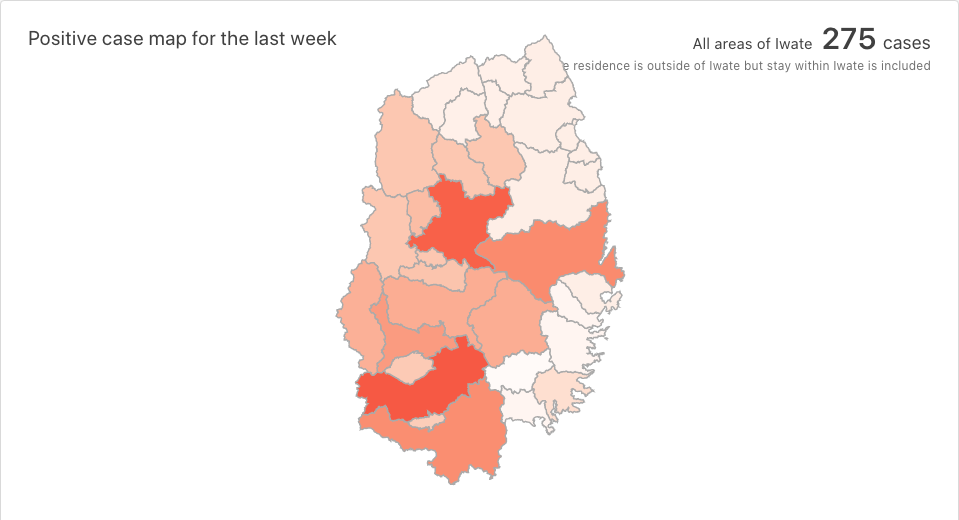 Positive case map for the last week
All areas of Iwate 275 cases
residence is outside of Iwate but stay within Iwate is included